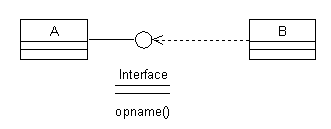 A
B
Interface
opname()